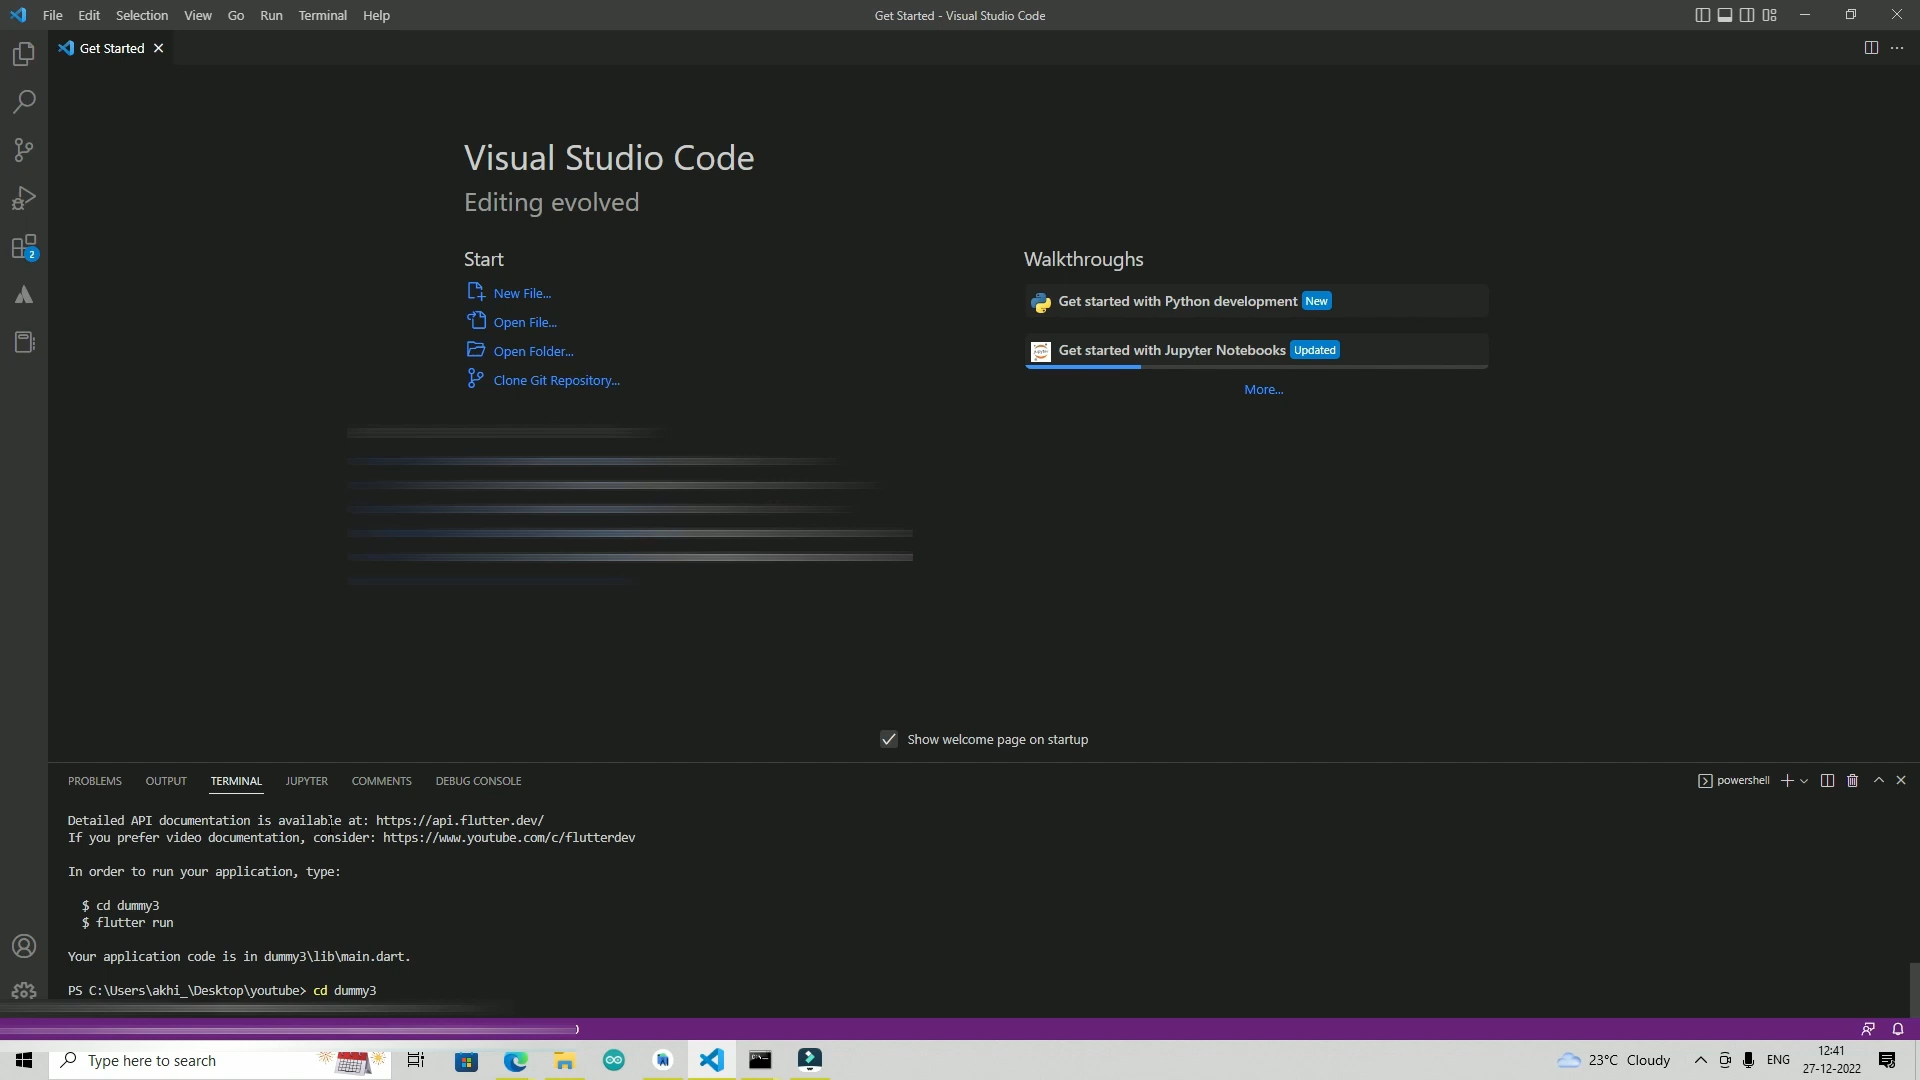 File Edit Selection View Go Run Terminal Help
Get Started - Visual Studio Code
Get Started
Visual Studio Code
Editing evolved
Start
New File...
Open File...
Open Folder...
Clone Git Repository...
Walkthroughs
Get started with Python development New
Get started with Jupyter Notebooks Updated
More...
Show welcome page on startup
2
PROBLEMS OUTPUT TERMINAL JUPYTER COMMENTS DEBUG CONSOLE
powershell
Detailed API documentation is available at: https://api.flutter.dev/
If you prefer video documentation, consider: https://www.youtube.com/c/flutterdev
In order to run your application, type:
$ cd dummy3
$ flutter run
Your application code is in dummy3\lib\main.dart.
PS C:\Users\akhi_\Desktop\youtube> cd dummy3
)
Type here to search
23°C Cloudy
ENG
12:41
27-12-2022